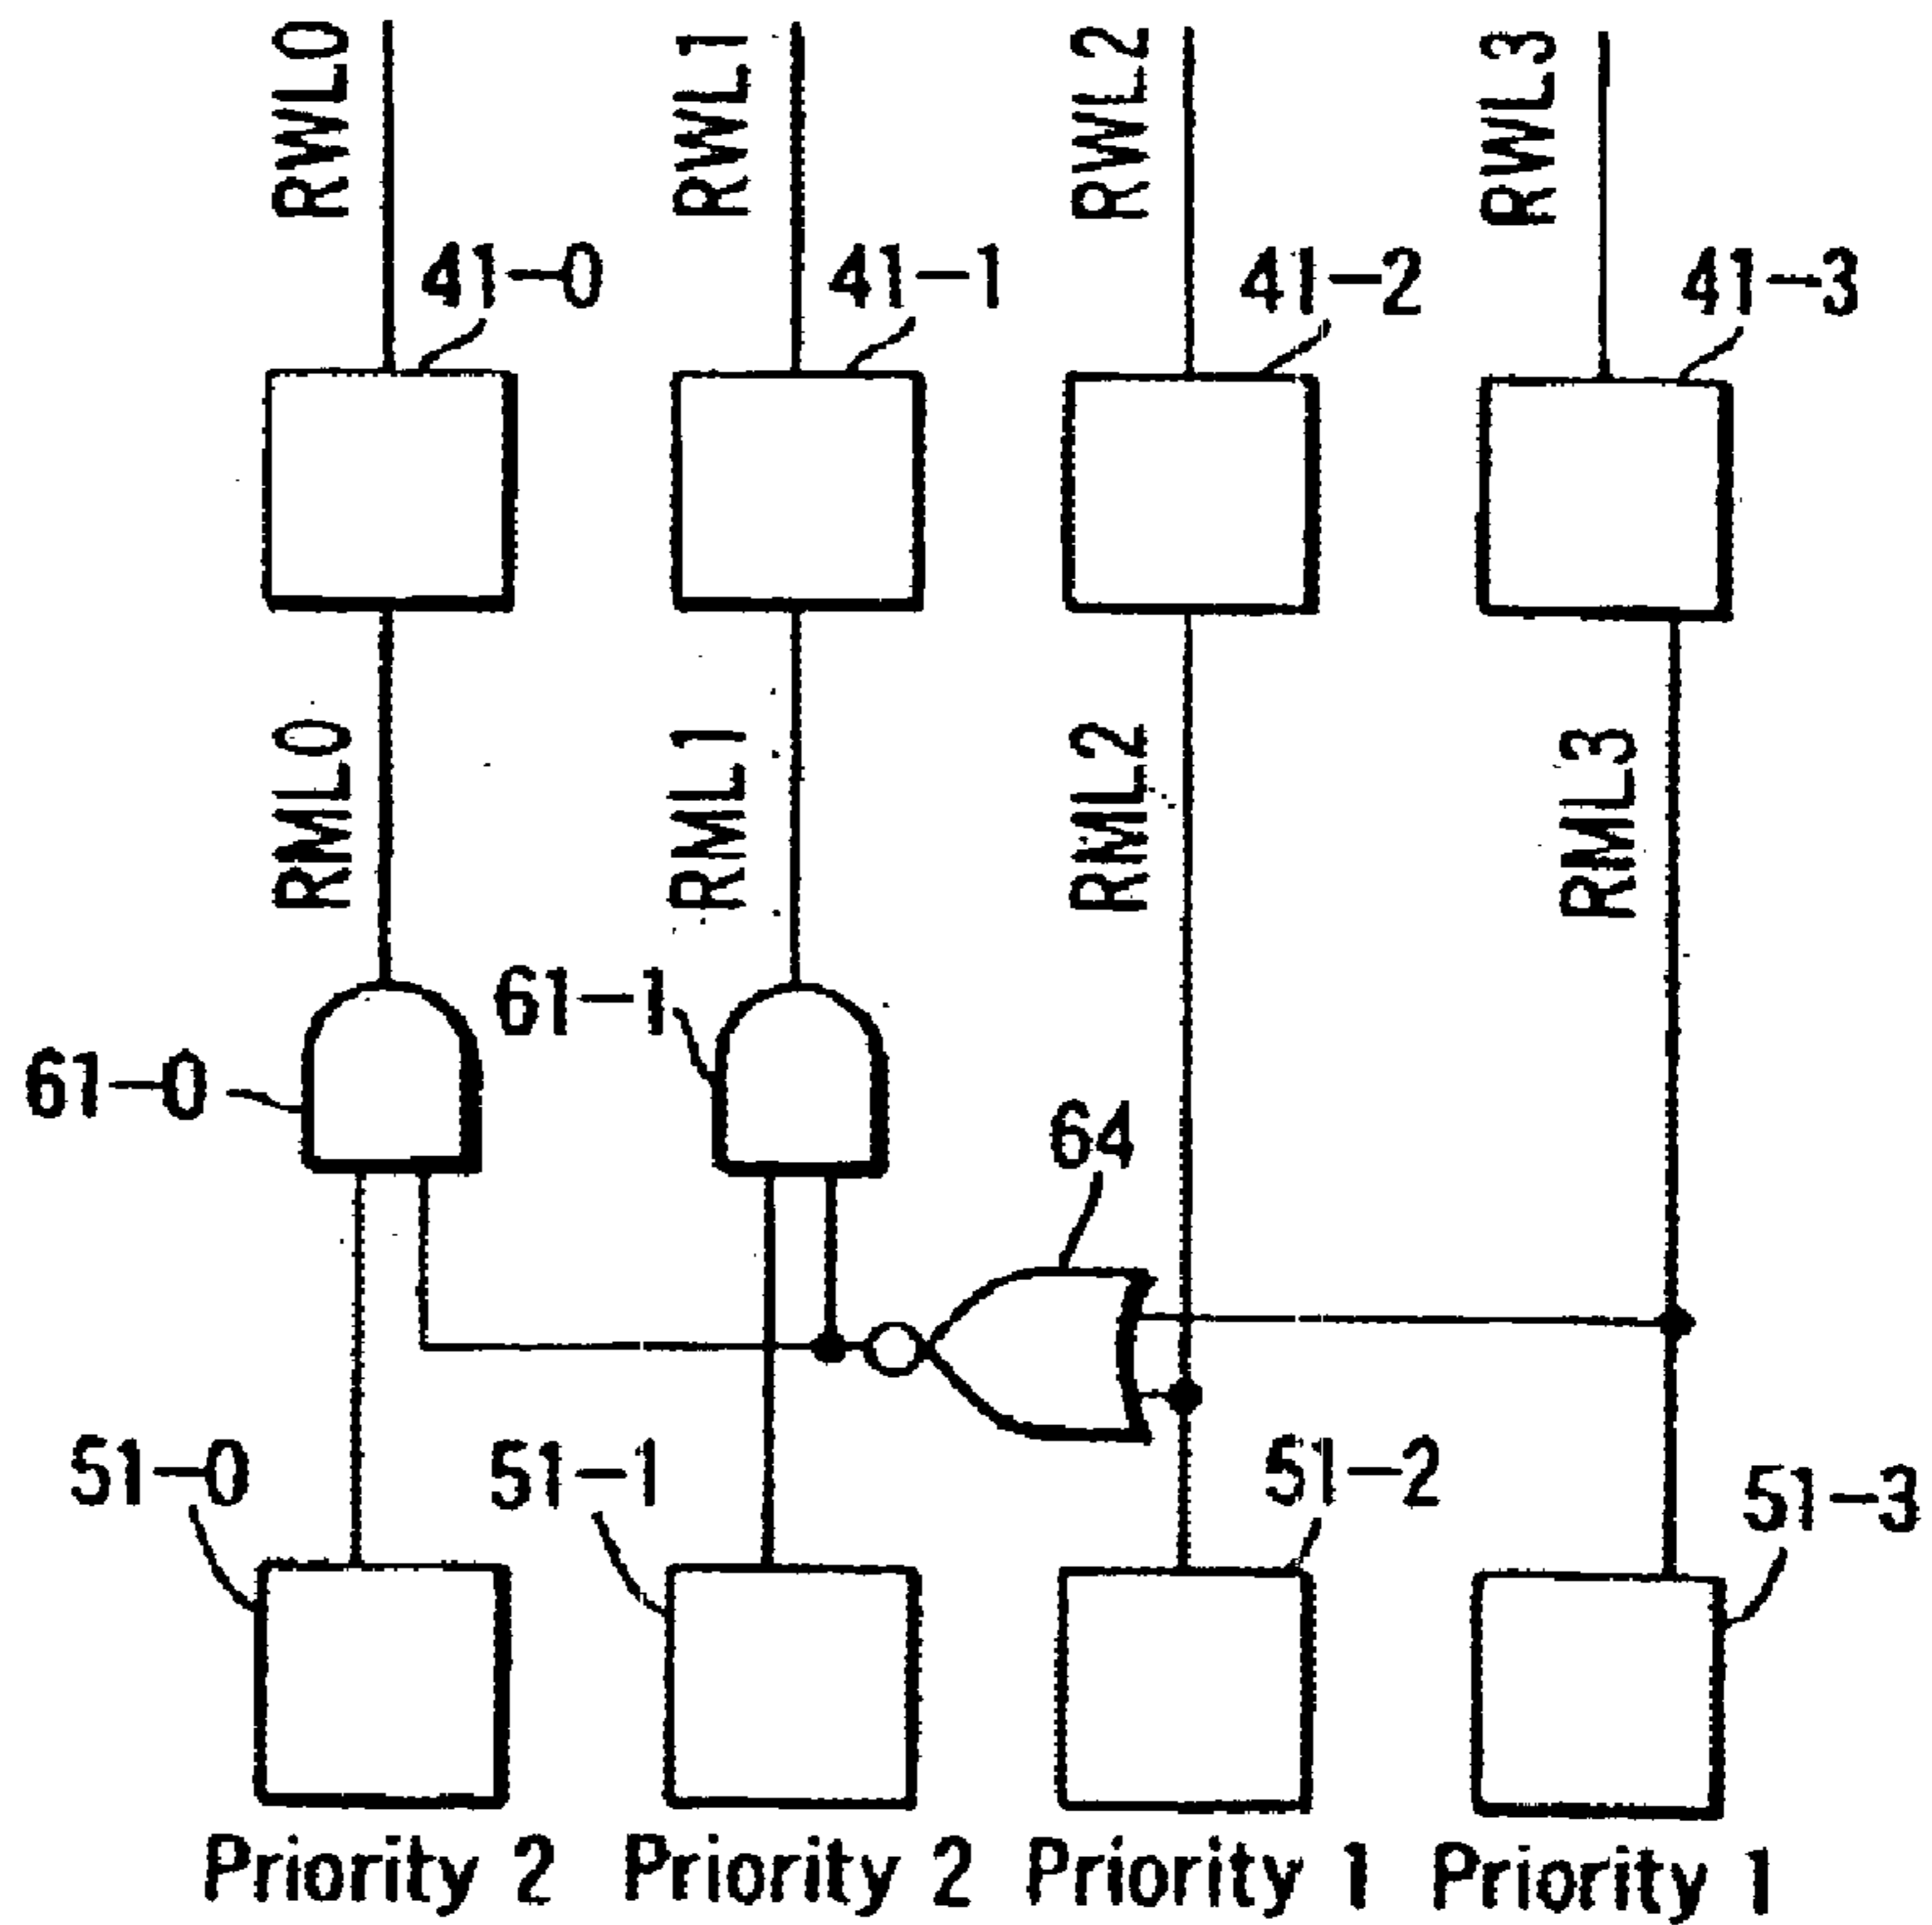 RWL0
RWL1
RWL2
RWL3
41-0
41-1
41-2
41-3
RML0
RML1
RML2
RML3
61-0
61-1
64
51-0
51-1
51-2
51-3
Priority 2
Priority 2
Priority 1
Priority 1